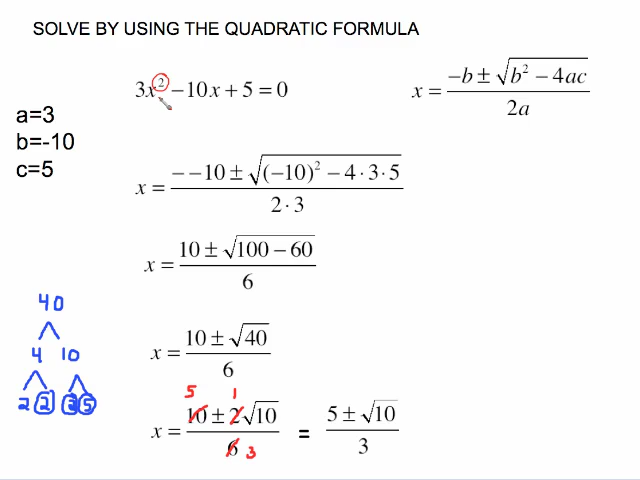 SOLVE BY USING THE QUADRATIC FORMULA
3x² − 10x + 5 = 0
x = (−b ± √(b² − 4ac)) / 2a
a=3
b=-10
c=5
x = (− −10 ± √((−10)² − 4 · 3 · 5)) / (2 · 3)
x = (10 ± √(100 − 60)) / 6
40
4 10
2 2 2 5
x = (10 ± √40) / 6
5 1
x = (10 ± 2√10) / 6 = (5 ± √10) / 3
3